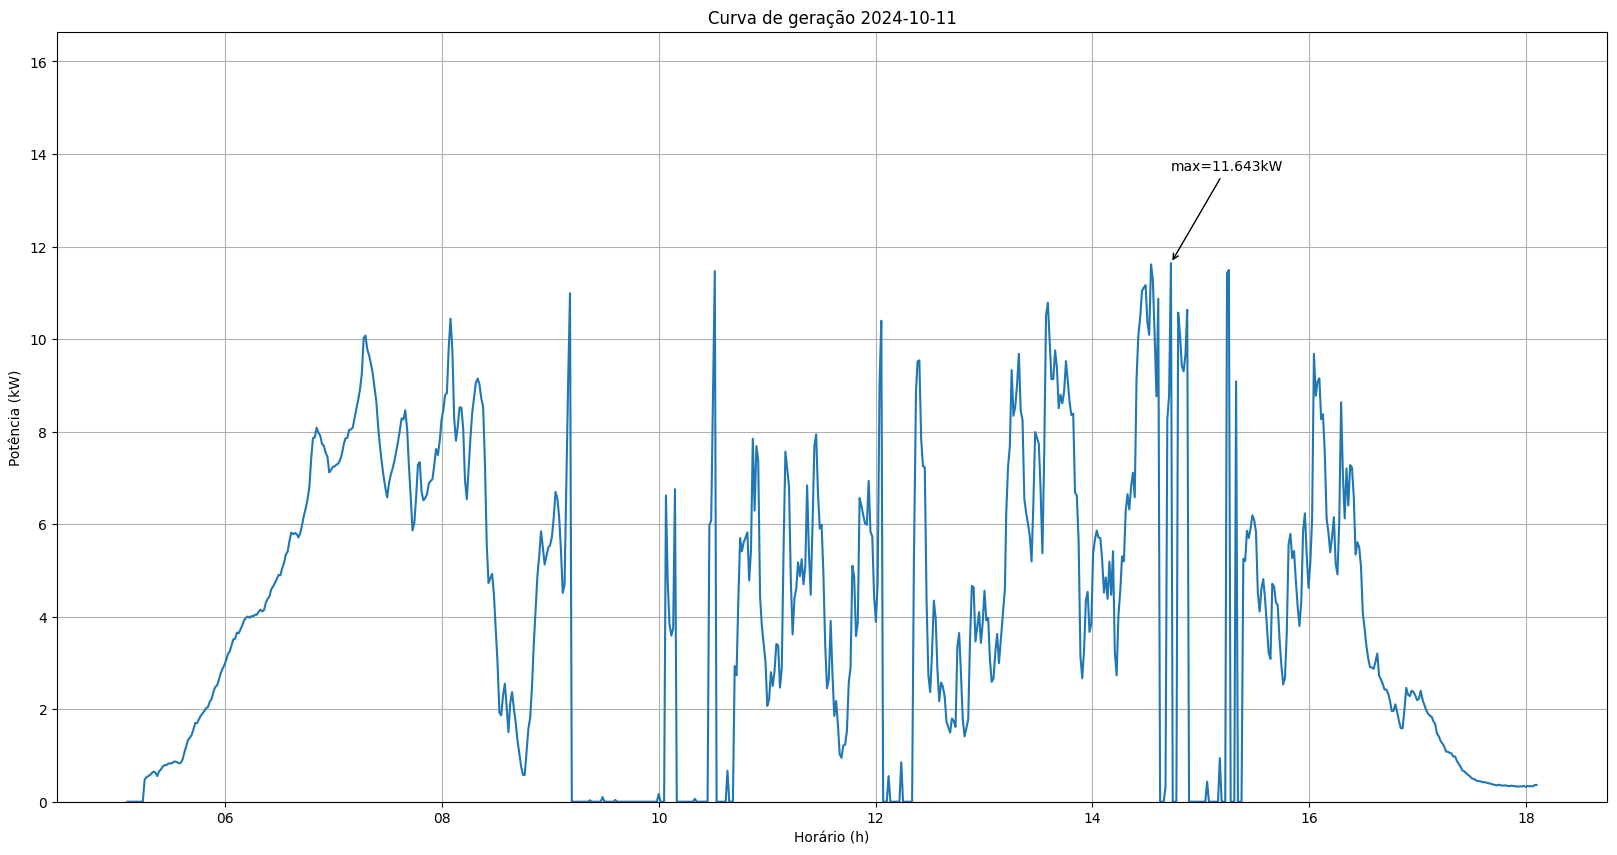 Curva de geração 2024-10-11
16
14
max=11.643kW
12
10
8
6
4
2
0
Potência (kW)
06 08 10 12 14 16 18
Horário (h)